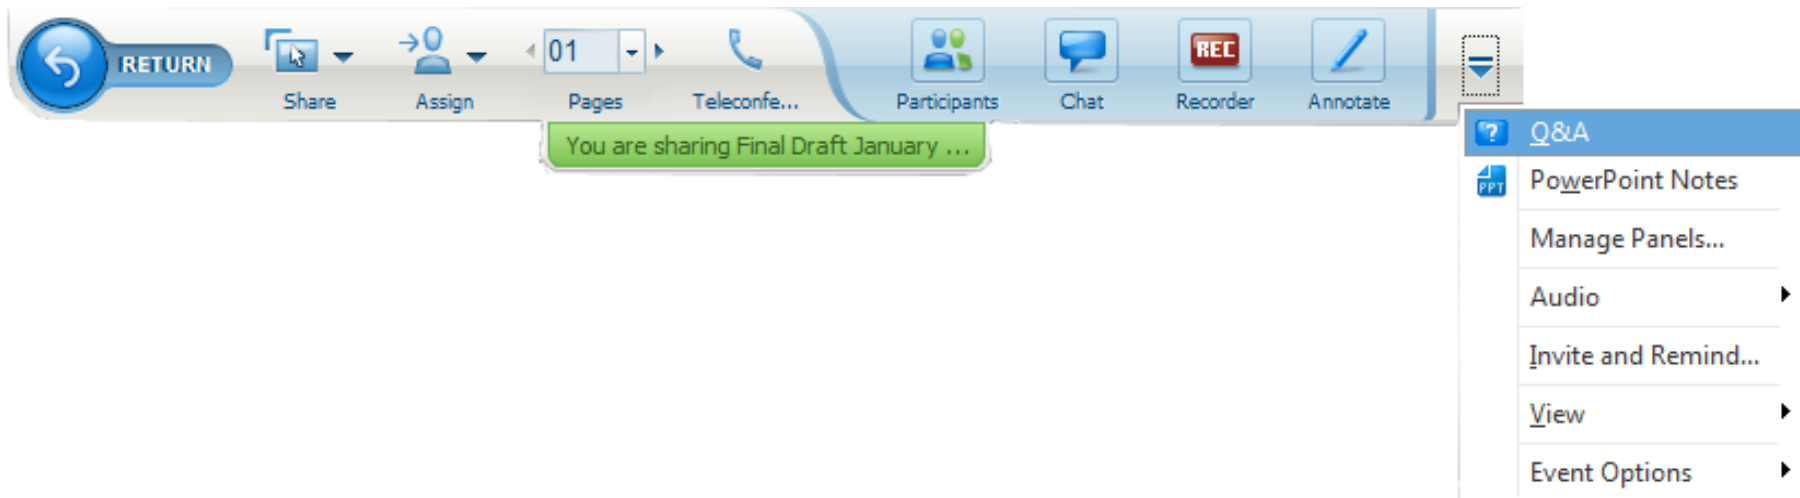 RETURN
Share
Assign
01
Pages
Teleconfe...
Participants
Chat
REC
Recorder
Annotate
You are sharing Final Draft January ...
? Q&A
PPT PowerPoint Notes
Manage Panels...
Audio
Invite and Remind...
View
Event Options